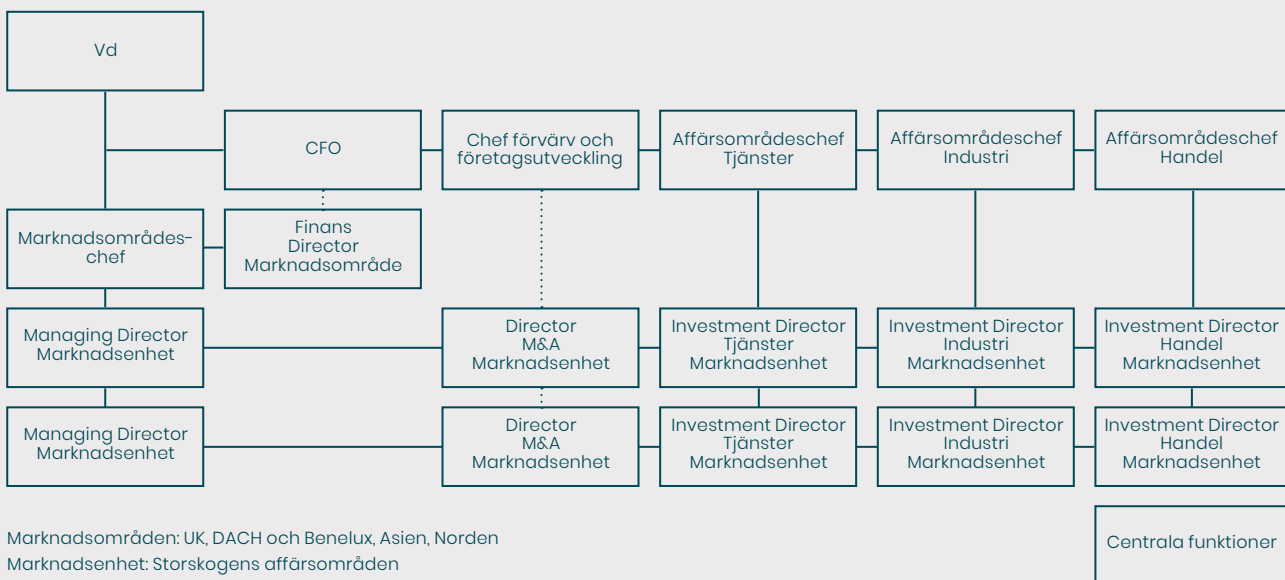 Vd
CFO
Chef förvärv och
företagsutveckling
Affärsområdeschef
Tjänster
Affärsområdeschef
Industri
Affärsområdeschef
Handel
Marknadsområdes-
chef
Finans
Director
Marknadsområde
Managing Director
Marknadsenhet
Director
M&A
Marknadsenhet
Investment Director
Tjänster
Marknadsenhet
Investment Director
Industri
Marknadsenhet
Investment Director
Handel
Marknadsenhet
Managing Director
Marknadsenhet
Director
M&A
Marknadsenhet
Investment Director
Tjänster
Marknadsenhet
Investment Director
Industri
Marknadsenhet
Investment Director
Handel
Marknadsenhet
Marknadsområden: UK, DACH och Benelux, Asien, Norden
Marknadsenhet: Storskogens affärsområden
Centrala funktioner